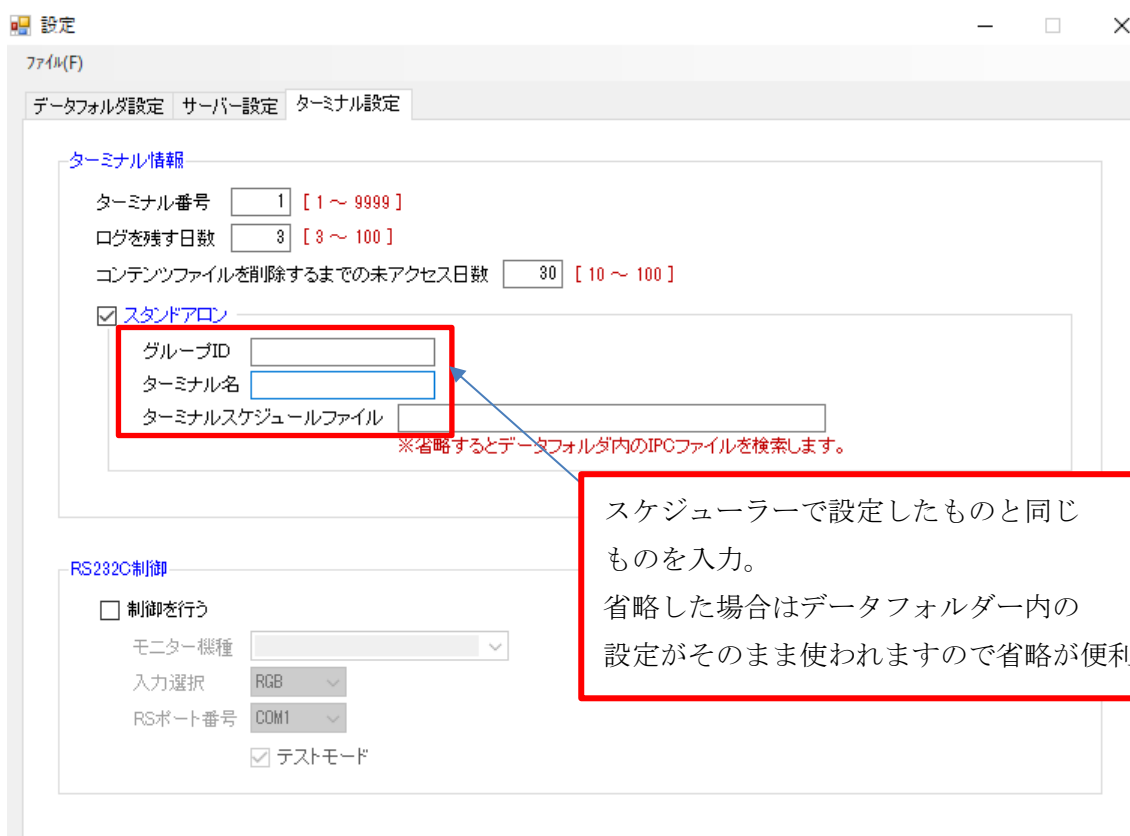 設定
ファイル(F)
データフォルダ設定 サーバー設定 ターミナル設定
ターミナル情報
ターミナル番号 1 [ 1 ～ 9999 ]
ログを残す日数 3 [ 3 ～ 100 ]
コンテンツファイルを削除するまでの未アクセス日数 30 [ 10 ～ 100 ]
スタンドアロン
グループID
ターミナル名
ターミナルスケジュールファイル
※省略するとデータフォルダ内のIPCファイルを検索します。
スケジューラーで設定したものと同じ
ものを入力。
省略した場合はデータフォルダー内の
設定がそのまま使われますので省略が便利
RS232C制御
制御を行う
モニター機種
入力選択 RGB
RSポート番号 COM1
テストモード